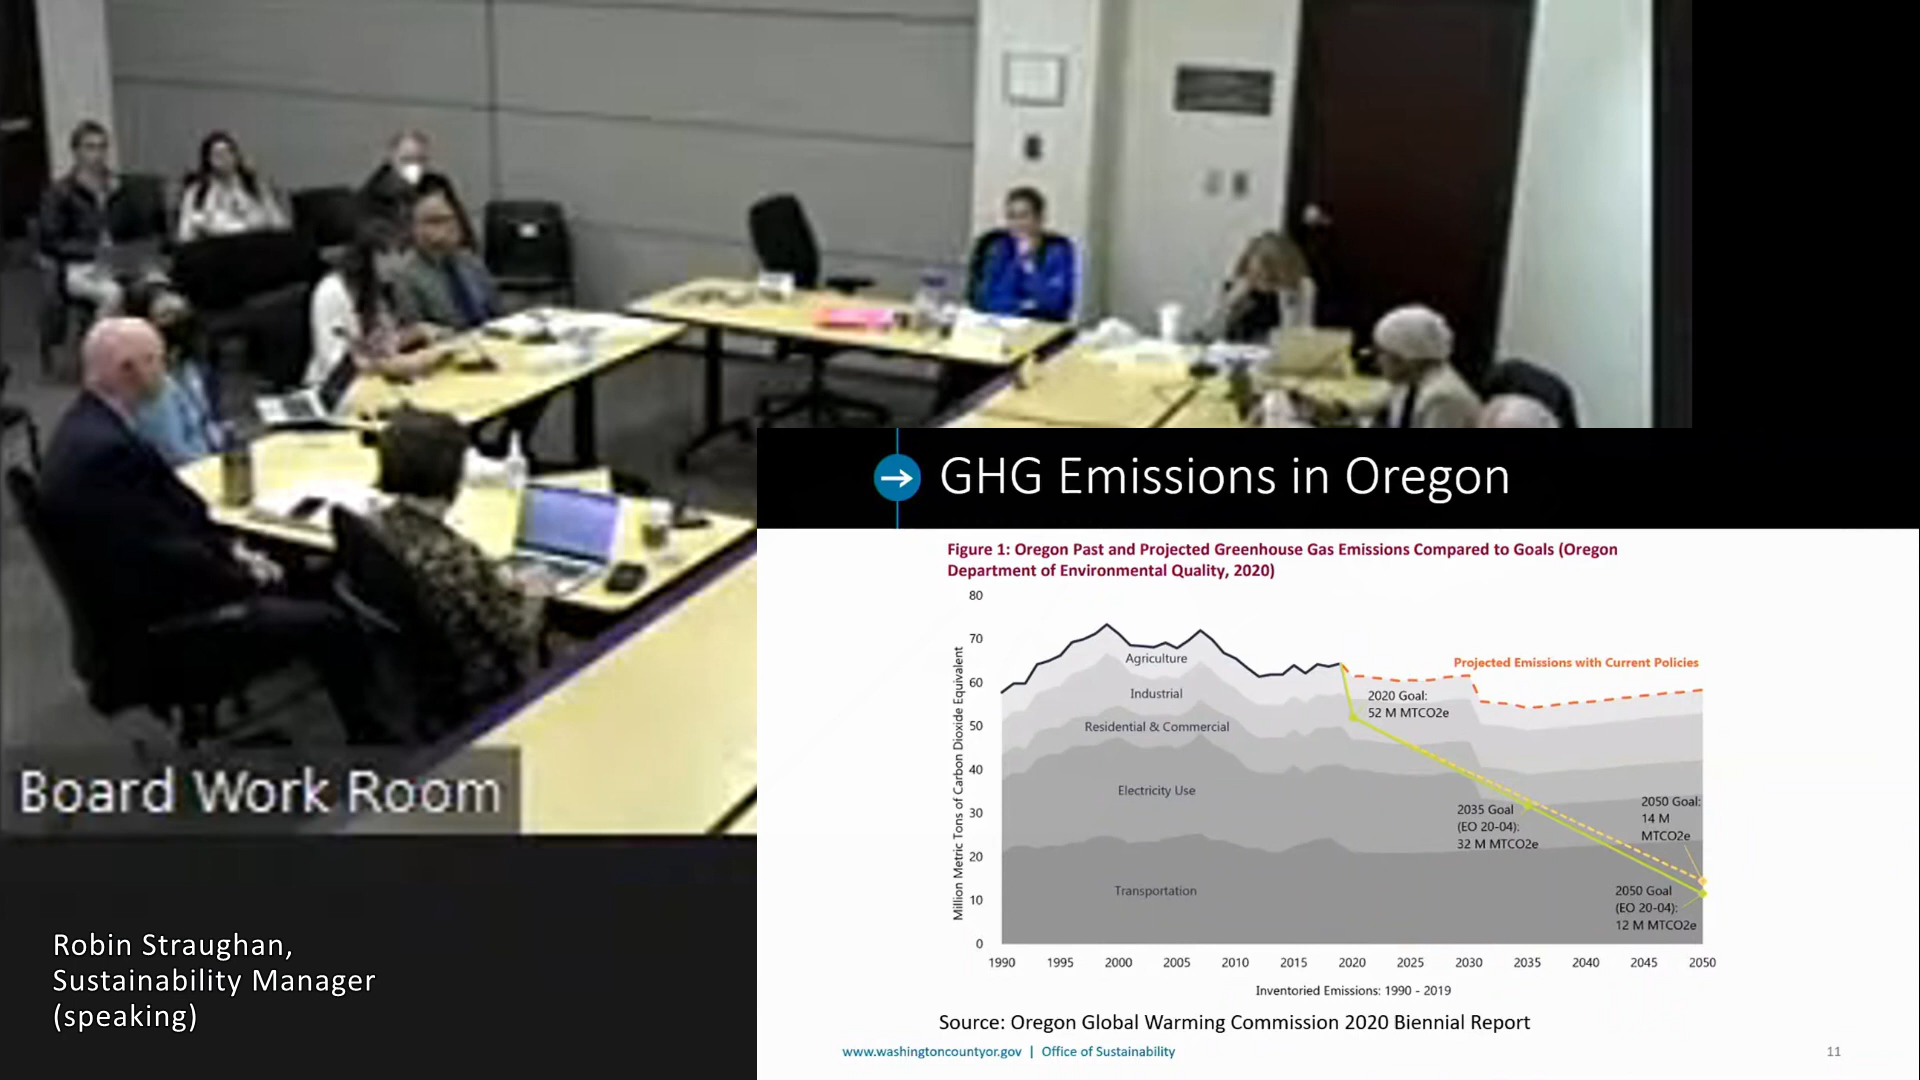 Board Work Room
Robin Straughan,
Sustainability Manager
(speaking)
GHG Emissions in Oregon
Figure 1: Oregon Past and Projected Greenhouse Gas Emissions Compared to Goals (Oregon
Department of Environmental Quality, 2020)
Million Metric Tons of Carbon Dioxide Equivalent
80
70
60
50
40
30
20
10
0
Agriculture
Industrial
Residential & Commercial
Electricity Use
Transportation
Projected Emissions with Current Policies
2020 Goal:
52 M MTCO2e
2035 Goal
(EO 20-04):
32 M MTCO2e
2050 Goal:
14 M
MTCO2e
2050 Goal
(EO 20-04):
12 M MTCO2e
1990 1995 2000 2005 2010 2015 2020 2025 2030 2035 2040 2045 2050
Inventoried Emissions: 1990 - 2019
Source: Oregon Global Warming Commission 2020 Biennial Report
www.washingtoncountyor.gov | Office of Sustainability
11